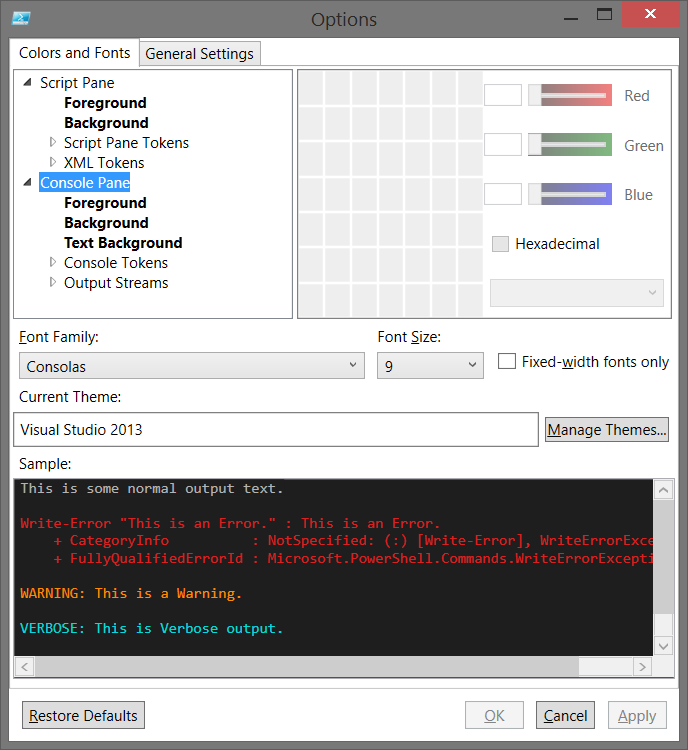 Options
Colors and Fonts
General Settings
Script Pane
Foreground
Background
Script Pane Tokens
XML Tokens
Console Pane
Foreground
Background
Text Background
Console Tokens
Output Streams
Red
Green
Blue
Hexadecimal
Font Family:
Font Size:
Consolas
9
Fixed-width fonts only
Current Theme:
Visual Studio 2013
Manage Themes...
Sample:
This is some normal output text.
Write-Error "This is an Error." : This is an Error.
+ CategoryInfo : NotSpecified: (:) [Write-Error], WriteErrorExce
+ FullyQualifiedErrorId : Microsoft.PowerShell.Commands.WriteErrorExcepti
WARNING: This is a Warning.
VERBOSE: This is Verbose output.
Restore Defaults
OK
Cancel
Apply